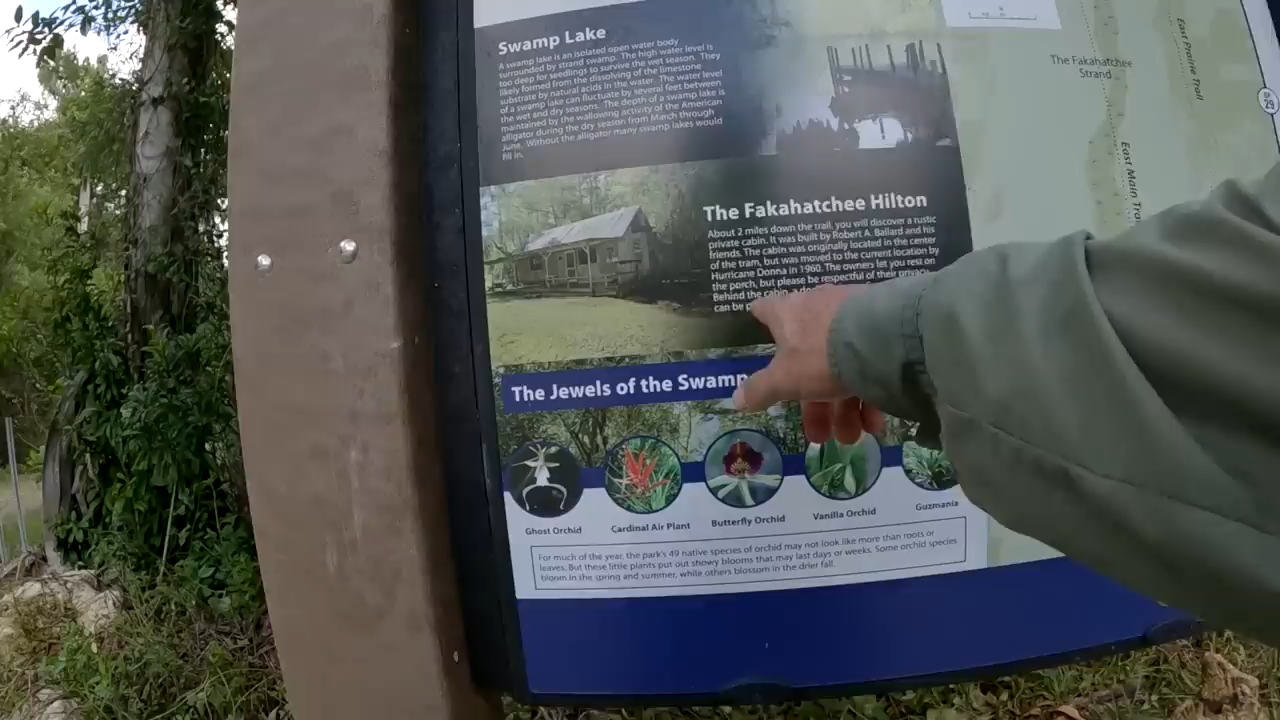 Swamp Lake
A swamp lake is an isolated open water body
surrounded by strand swamp. The high water level is
too deep for seedlings to survive the wet season. They
likely formed from the dissolving of the limestone
substrate by natural acids in the water. The water level
of a swamp lake can fluctuate by several feet between
the wet and dry seasons. The depth of a swamp lake is
maintained by the wallowing activity of the American
alligator during the dry season from March through
June. Without the alligator many swamp lakes would
fill in.
The Fakahatchee Hilton
About 2 miles down the trail, you will discover a rustic
private cabin. It was built by Robert A. Ballard and his
friends. The cabin was originally located in the center
of the tram, but was moved to the current location by
Hurricane Donna in 1960. The owners let you rest on
the porch, but please be respectful of their privacy.
Behind the cabin, a
can be
The Jewels of the Swamp
Ghost Orchid
Cardinal Air Plant
Butterfly Orchid
Vanilla Orchid
Guzmania
For much of the year, the park's 49 native species of orchid may not look like more than roots or
leaves. But these little plants put out showy blooms that may last days or weeks. Some orchid species
bloom in the spring and summer, while others blossom in the drier fall.
The Fakahatchee
Strand
East Prairie Trail
East Main
29